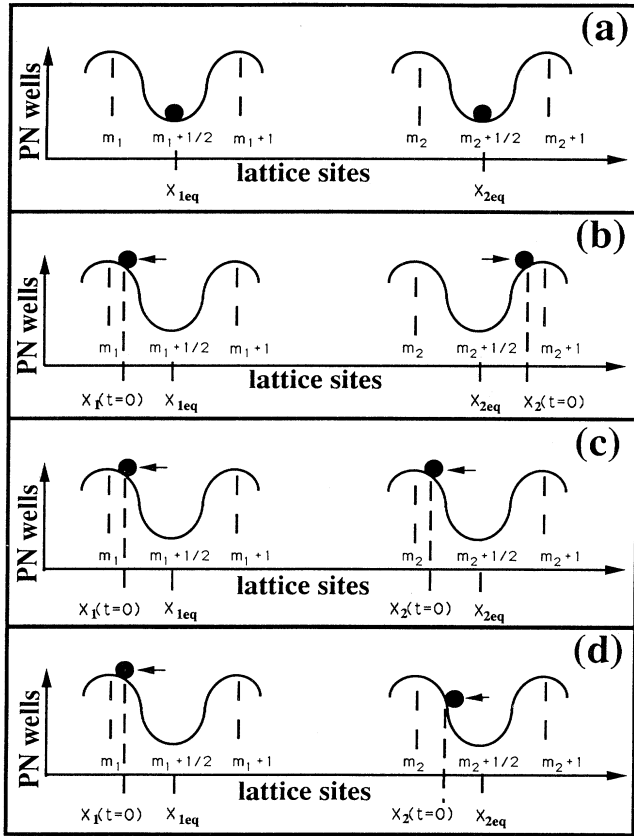 (a)
PN wells
m₁ m₁+1/2 m₁+1 m₂ m₂+1/2 m₂+1
lattice sites
X₁eq X₂eq
(b)
PN wells
m₁ m₁+1/2 m₁+1 m₂ m₂+1/2 m₂+1
lattice sites
X₁(t=0) X₁eq X₂eq X₂(t=0)
(c)
PN wells
m₁ m₁+1/2 m₁+1 m₂ m₂+1/2 m₂+1
lattice sites
X₁(t=0) X₁eq X₂(t=0) X₂eq
(d)
PN wells
m₁ m₁+1/2 m₁+1 m₂ m₂+1/2 m₂+1
lattice sites
X₁(t=0) X₁eq X₂(t=0) X₂eq